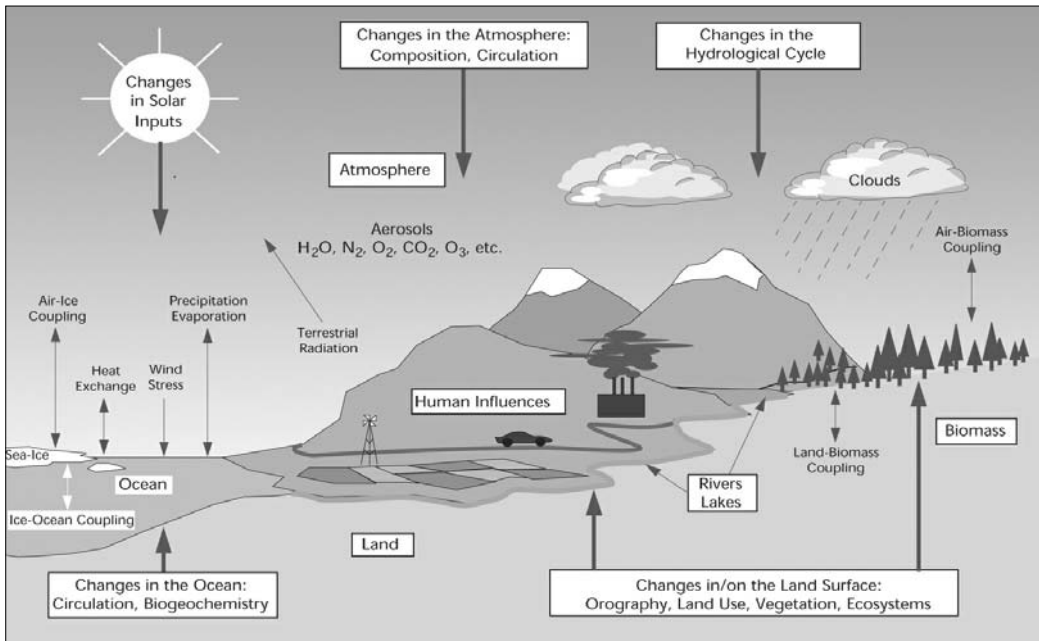 Changes
in Solar
Inputs
Changes in the Atmosphere:
Composition, Circulation
Changes in the
Hydrological Cycle
Atmosphere
Clouds
Aerosols
H₂O, N₂, O₂, CO₂, O₃, etc.
Air-Biomass
Coupling
Air-Ice
Coupling
Precipitation
Evaporation
Terrestrial
Radiation
Heat
Exchange
Wind
Stress
Human Influences
Sea-Ice
Ocean
Ice-Ocean Coupling
Land-Biomass
Coupling
Biomass
Rivers
Lakes
Land
Changes in the Ocean:
Circulation, Biogeochemistry
Changes in/on the Land Surface:
Orography, Land Use, Vegetation, Ecosystems